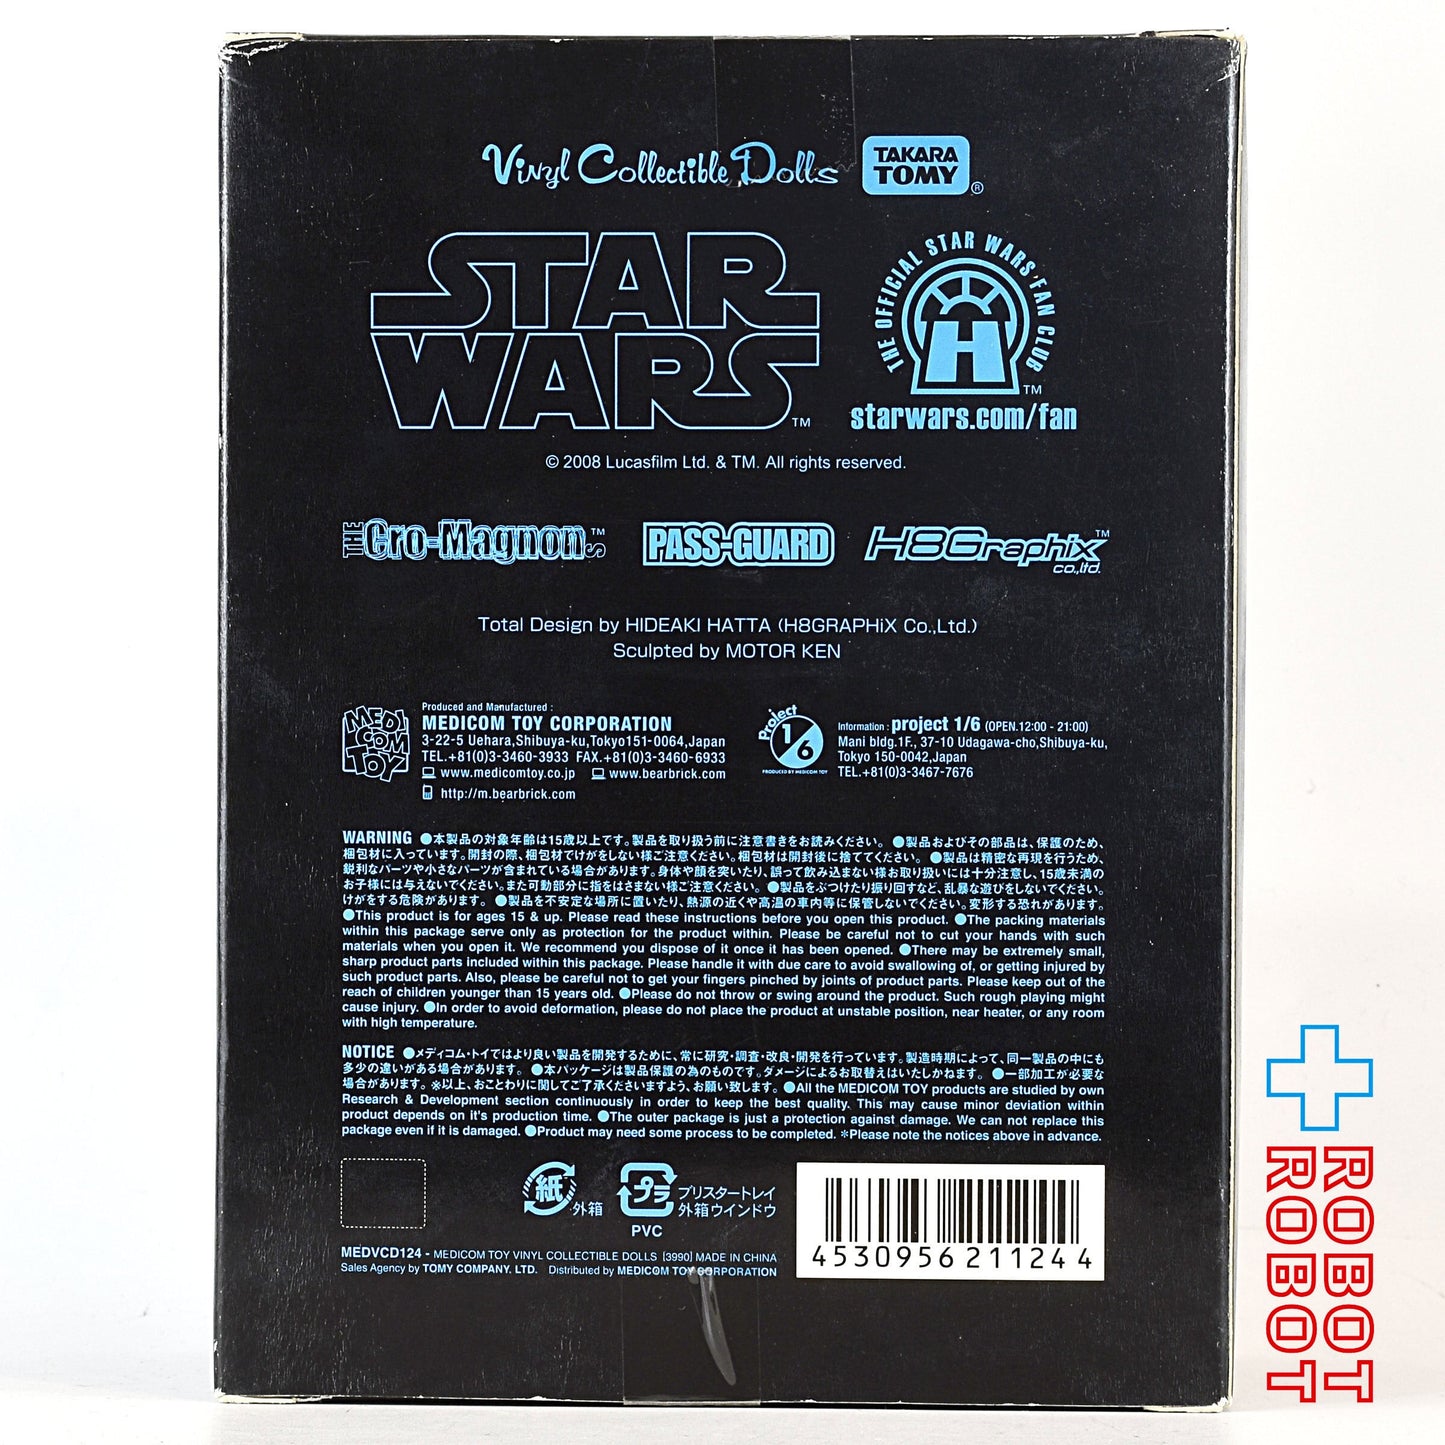 Vinyl Collectible Dolls
TAKARA
TOMY
®
STAR
WARS
TM
THE OFFICIAL STAR WARS FAN CLUB
H
TM
starwars.com/fan
© 2008 Lucasfilm Ltd. & TM. All rights reserved.
THE Cro-Magnons™
PASS-GUARD
H8Graphix™
co.,ltd.
Total Design by HIDEAKI HATTA (H8GRAPHiX Co.,Ltd.)
Sculpted by MOTOR KEN
MEDI
COM
TOY
Produced and Manufactured :
MEDICOM TOY CORPORATION
3-22-5 Uehara,Shibuya-ku,Tokyo151-0064,Japan
TEL.+81(0)3-3460-3933 FAX.+81(0)3-3460-6933
www.medicomtoy.co.jp www.bearbrick.com
http://m.bearbrick.com
Project
1/6
PRODUCED BY MEDICOM TOY
Information : project 1/6 (OPEN.12:00 - 21:00)
Mani bldg.1F., 37-10 Udagawa-cho,Shibuya-ku,
Tokyo 150-0042,Japan
TEL.+81(0)3-3467-7676
WARNING ●本製品の対象年齢は15歳以上です。製品を取り扱う前に注意書きをお読みください。 ●製品およびその部品は、保護のため、
梱包材に入っています。開封の際、梱包材でけがをしない様ご注意ください。梱包材は開封後に捨ててください。 ●製品は精密な再現を行うため、
鋭利なパーツや小さなパーツが含まれている場合があります。身体や顔を突いたり、誤って飲み込まない様お取り扱いには十分注意し、15歳未満の
お子様には与えないでください。また可動部分に指をはさまない様ご注意ください。 ●製品をぶつけたり振り回すなど、乱暴な遊びをしないでください。
けがをする危険があります。 ●製品を不安定な場所に置いたり、熱源の近くや高温の車内等に保管しないでください。変形する恐れがあります。
●This product is for ages 15 & up. Please read these instructions before you open this product. ●The packing materials
within this package serve only as protection for the product within. Please be careful not to cut your hands with such
materials when you open it. We recommend you dispose of it once it has been opened. ●There may be extremely small,
sharp product parts included within this package. Please handle it with due care to avoid swallowing of, or getting injured by
such product parts. Also, please be careful not to get your fingers pinched by joints of product parts. Please keep out of the
reach of children younger than 15 years old. ●Please do not throw or swing around the product. Such rough playing might
cause injury. ●In order to avoid deformation, please do not place the product at unstable position, near heater, or any room
with high temperature.
NOTICE ●メディコム・トイではより良い製品を開発するために、常に研究・調査・改良・開発を行っています。製造時期によって、同一製品の中にも
多少の違いがある場合があります。 ●本パッケージは製品保護の為のものです。ダメージによるお取替えはいたしかねます。 ●一部加工が必要な
場合があります。 ※以上、おことわりに関してご了承くださいますよう、お願い致します。 ●All the MEDICOM TOY products are studied by own
Research & Development section continuously in order to keep the best quality. This may cause minor deviation within
product depends on it's production time. ●The outer package is just a protection against damage. We can not replace this
package even if it is damaged. ●Product may need some process to be completed. ※Please note the notices above in advance.
紙
外箱
プラ
PVC
ブリスタートレイ
外箱ウインドウ
MEDVCD124 - MEDICOM TOY VINYL COLLECTIBLE DOLLS [3990] MADE IN CHINA
Sales Agency by TOMY COMPANY. LTD. Distributed by MEDICOM TOY CORPORATION
4530956211244
ROBOT
ROBOT